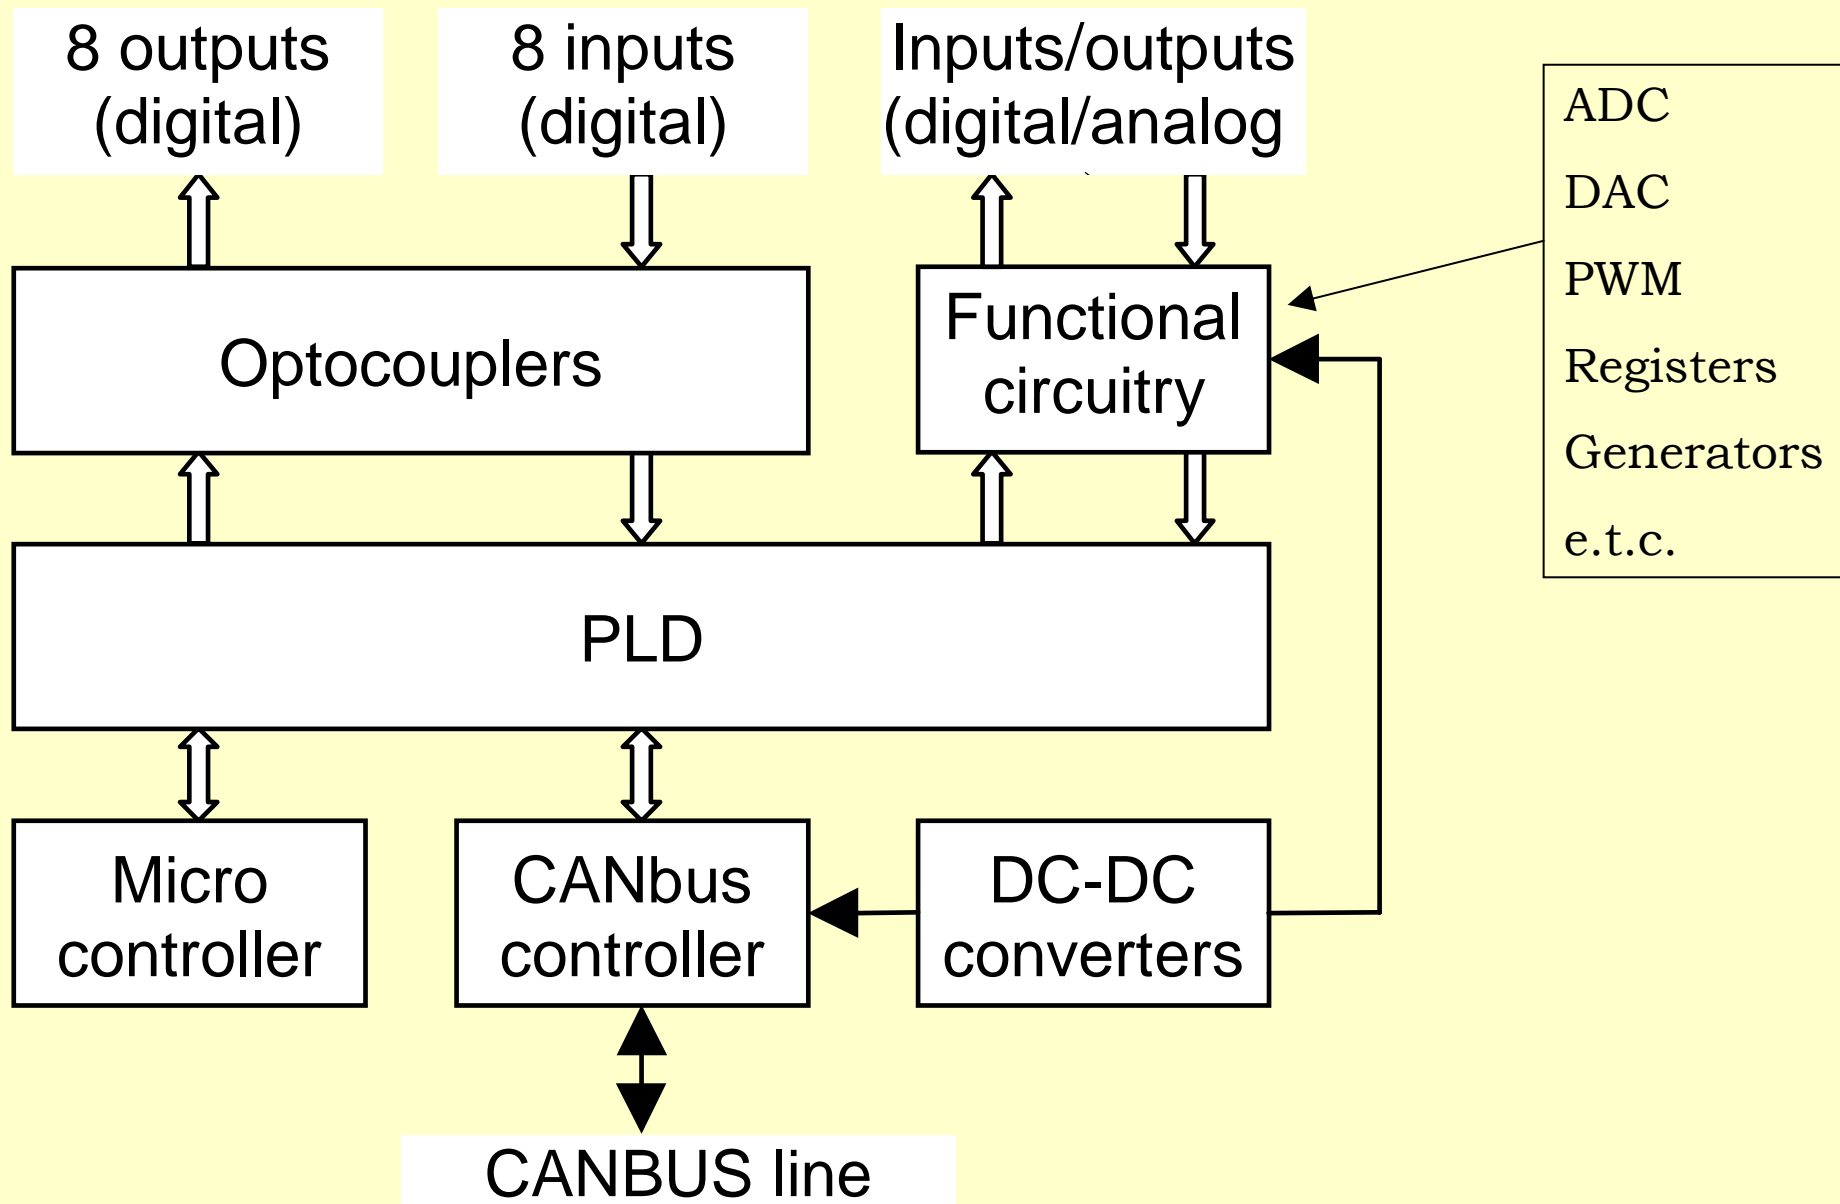 8 outputs
(digital)
8 inputs
(digital)
Inputs/outputs
(digital/analog
ADC
DAC
PWM
Registers
Generators
e.t.c.
Optocouplers
Functional
circuitry
PLD
Micro
controller
CANbus
controller
DC-DC
converters
CANBUS line